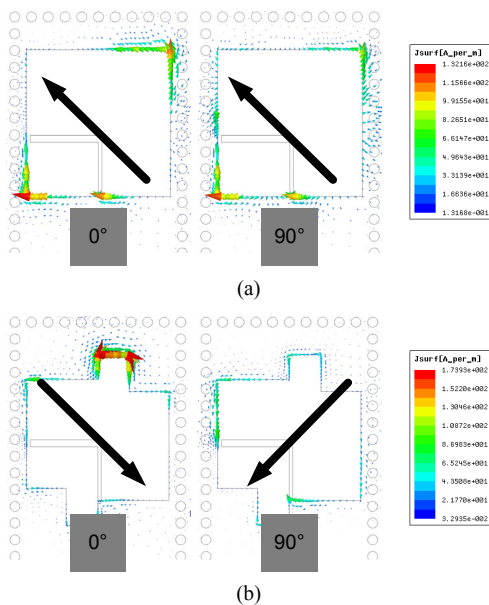 Jsurf[A_per_m]
1.3216e+002
1.1566e+002
9.9155e+001
8.2651e+001
6.6147e+001
4.9643e+001
3.3139e+001
1.6636e+001
1.3168e-001
0°
90°
(a)
Jsurf[A_per_m]
1.7393e+002
1.5220e+002
1.3046e+002
1.0872e+002
8.6983e+001
6.5245e+001
4.3508e+001
2.1770e+001
3.2935e-002
0°
90°
(b)